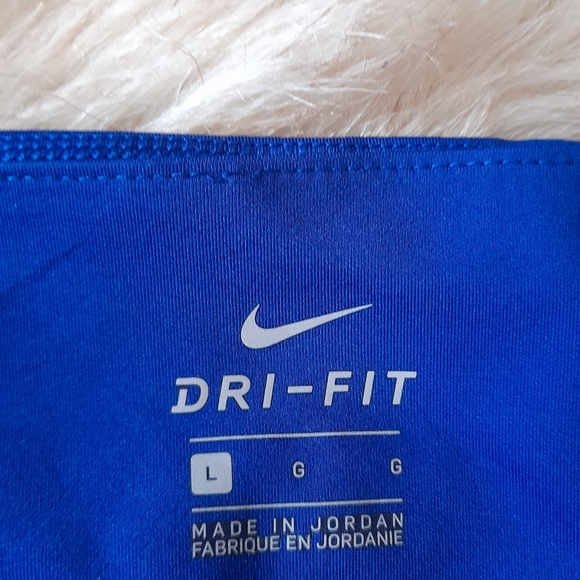 DRI-FIT
L G G
MADE IN JORDAN
FABRIQUE EN JORDANIE